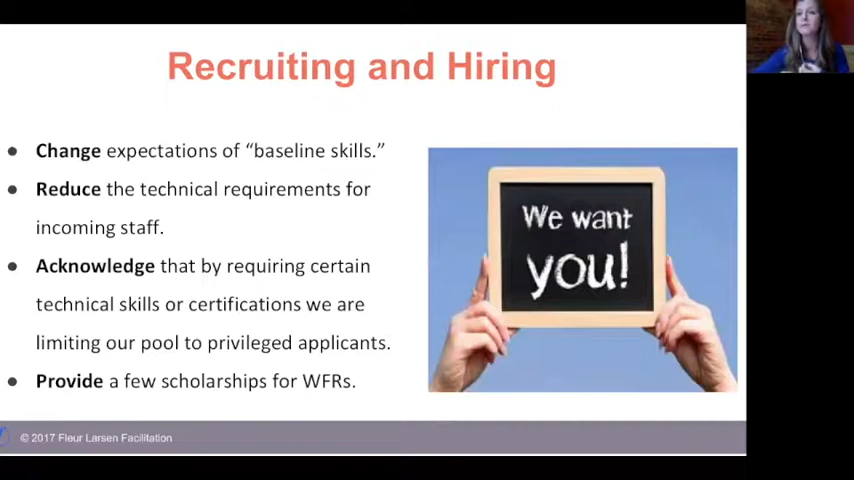 Recruiting and Hiring
● Change expectations of “baseline skills.”
● Reduce the technical requirements for
incoming staff.
● Acknowledge that by requiring certain
technical skills or certifications we are
limiting our pool to privileged applicants.
● Provide a few scholarships for WFRs.
We want
you!
© 2017 Fleur Larsen Facilitation